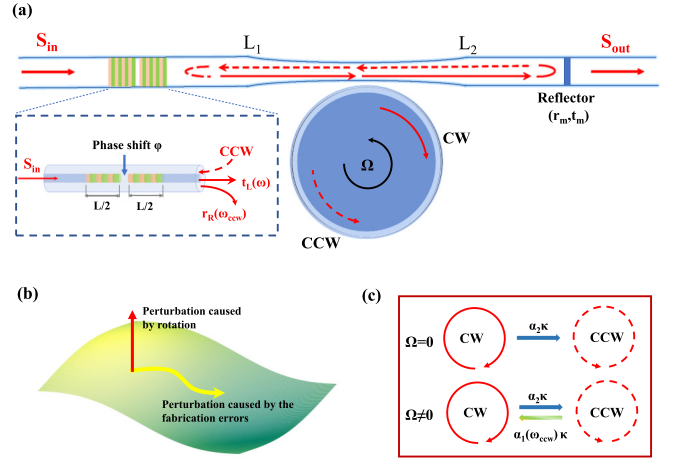 (a)
S_in
L_1
L_2
S_out
Reflector
(r_m,t_m)
Phase shift φ
CCW
S_in
t_L(ω)
L/2
L/2
r_R(ω_ccw)
CW
Ω
CCW
(b)
Perturbation caused
by rotation
Perturbation caused by the
fabrication errors
(c)
Ω=0
CW
α_2κ
CCW
Ω≠0
CW
α_2κ
α_1(ω_ccw) κ
CCW